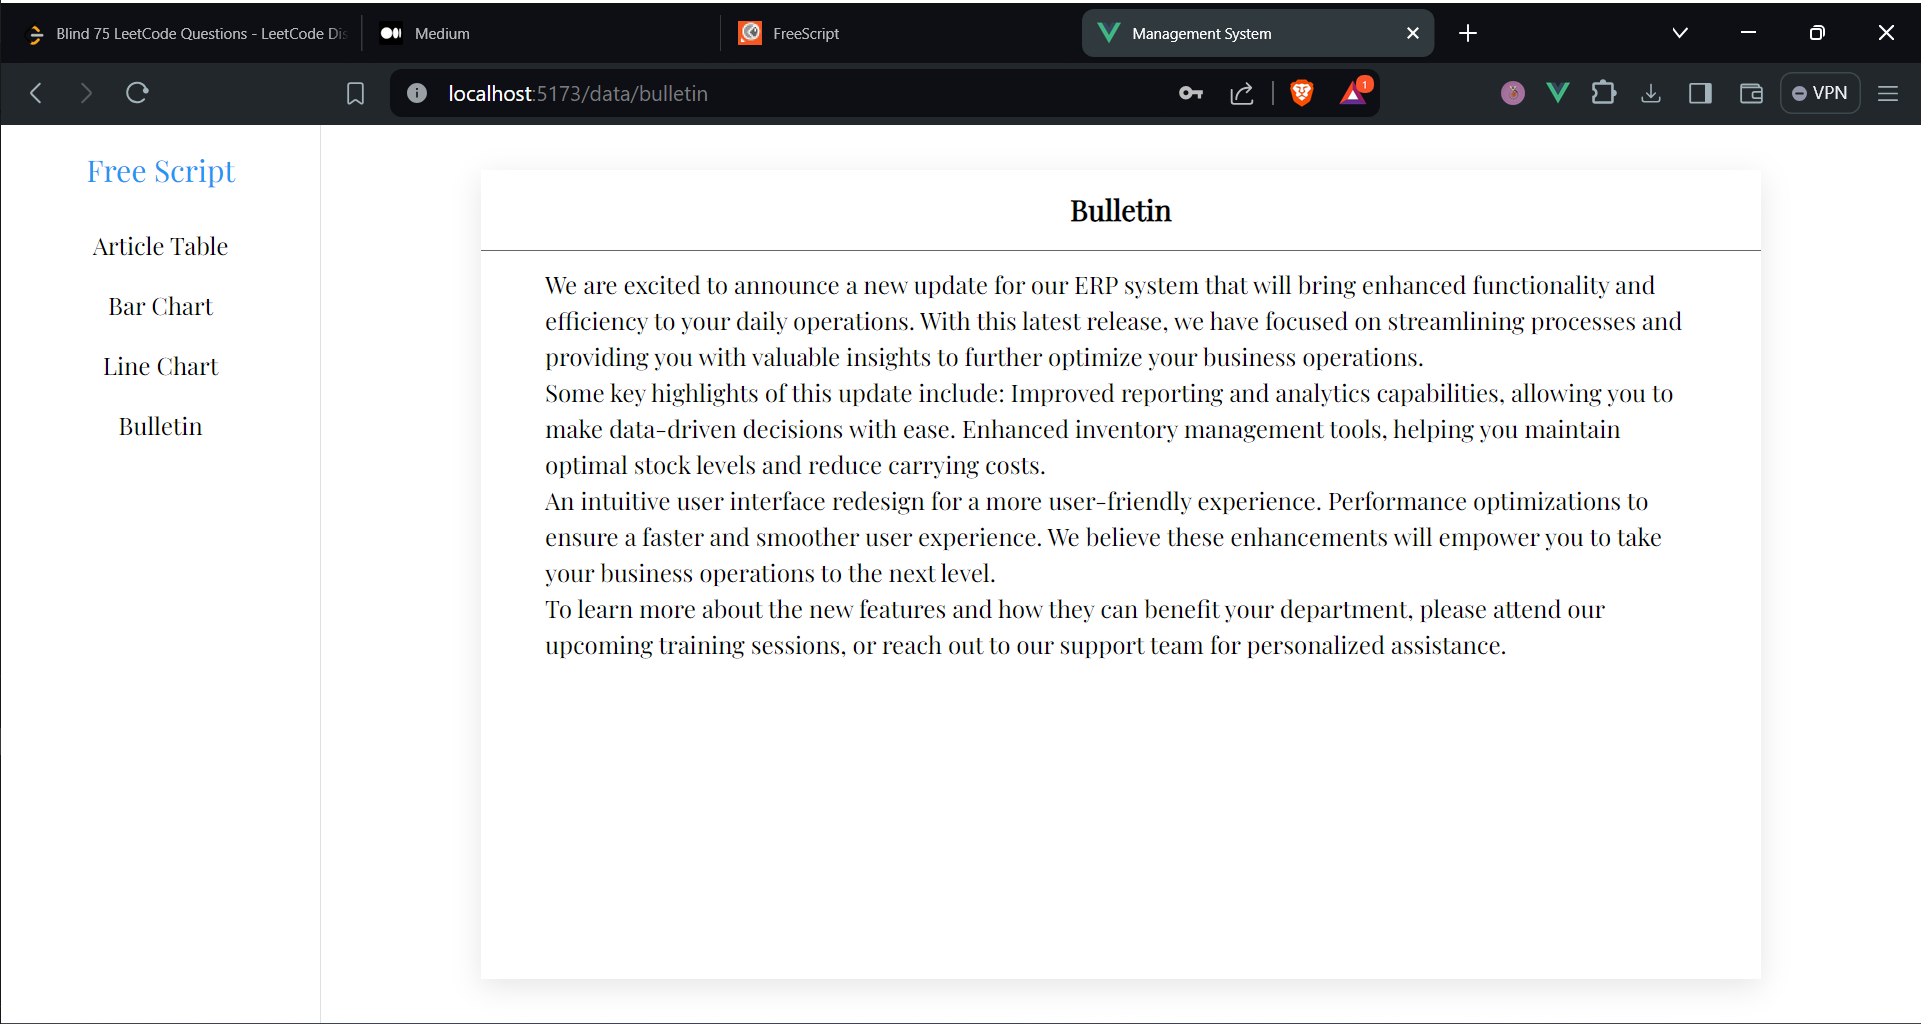 Blind 75 LeetCode Questions - LeetCode Dis
Medium
FreeScript
Management System
localhost:5173/data/bulletin
1
VPN
Free Script
Article Table
Bar Chart
Line Chart
Bulletin
Bulletin
We are excited to announce a new update for our ERP system that will bring enhanced functionality and
efficiency to your daily operations. With this latest release, we have focused on streamlining processes and
providing you with valuable insights to further optimize your business operations.
Some key highlights of this update include: Improved reporting and analytics capabilities, allowing you to
make data-driven decisions with ease. Enhanced inventory management tools, helping you maintain
optimal stock levels and reduce carrying costs.
An intuitive user interface redesign for a more user-friendly experience. Performance optimizations to
ensure a faster and smoother user experience. We believe these enhancements will empower you to take
your business operations to the next level.
To learn more about the new features and how they can benefit your department, please attend our
upcoming training sessions, or reach out to our support team for personalized assistance.